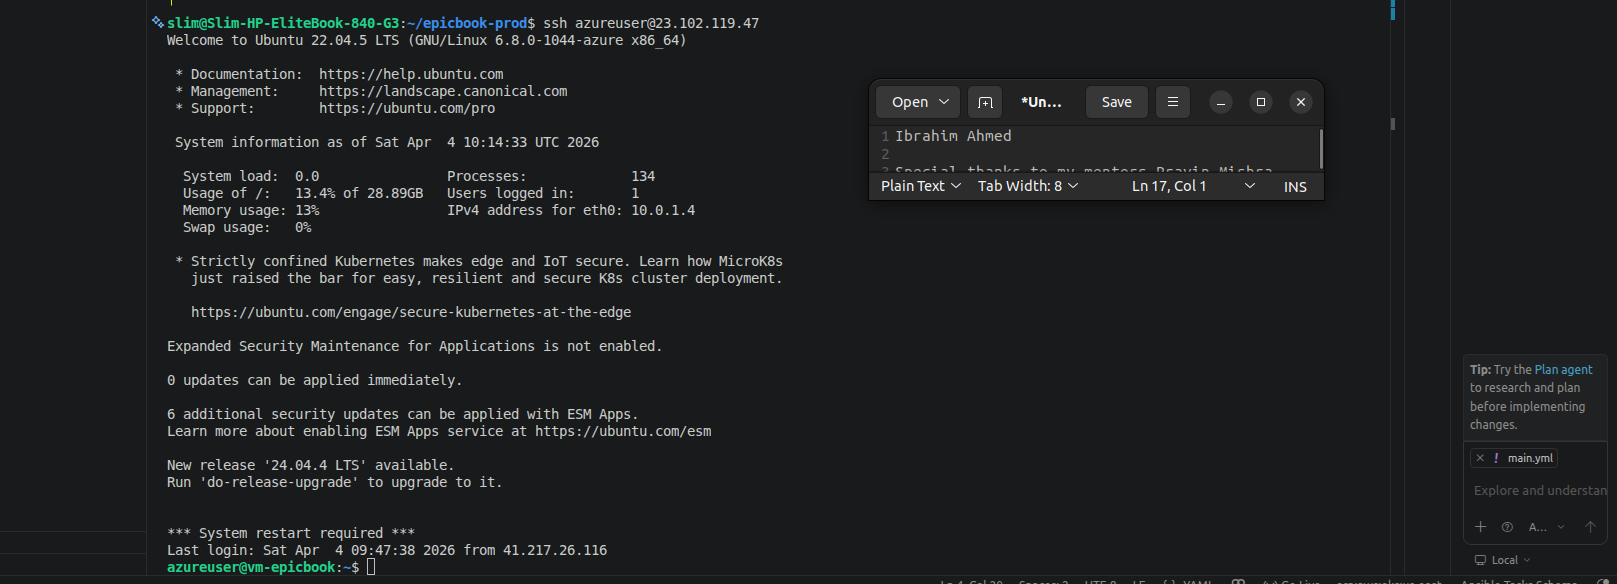 slim@Slim-HP-EliteBook-840-G3:~/epicbook-prod$ ssh azureuser@23.102.119.47
Welcome to Ubuntu 22.04.5 LTS (GNU/Linux 6.8.0-1044-azure x86_64)
* Documentation:  https://help.ubuntu.com
* Management:     https://landscape.canonical.com
* Support:        https://ubuntu.com/pro
System information as of Sat Apr  4 10:14:33 UTC 2026
System load:  0.0                Processes:             134
Usage of /:   13.4% of 28.89GB   Users logged in:       1
Memory usage: 13%                IPv4 address for eth0: 10.0.1.4
Swap usage:   0%
* Strictly confined Kubernetes makes edge and IoT secure. Learn how MicroK8s
just raised the bar for easy, resilient and secure K8s cluster deployment.
https://ubuntu.com/engage/secure-kubernetes-at-the-edge
Expanded Security Maintenance for Applications is not enabled.
0 updates can be applied immediately.
6 additional security updates can be applied with ESM Apps.
Learn more about enabling ESM Apps service at https://ubuntu.com/esm
New release '24.04.4 LTS' available.
Run 'do-release-upgrade' to upgrade to it.
*** System restart required ***
Last login: Sat Apr  4 09:47:38 2026 from 41.217.26.116
azureuser@vm-epicbook:~$
Open *Un... Save
1 Ibrahim Ahmed
2
3 Special thanks to my mentors Pravin Mishra
Plain Text Tab Width: 8 Ln 17, Col 1 INS
Tip: Try the Plan agent
to research and plan
before implementing
changes.
! main.yml
Explore and understan
A...
Local